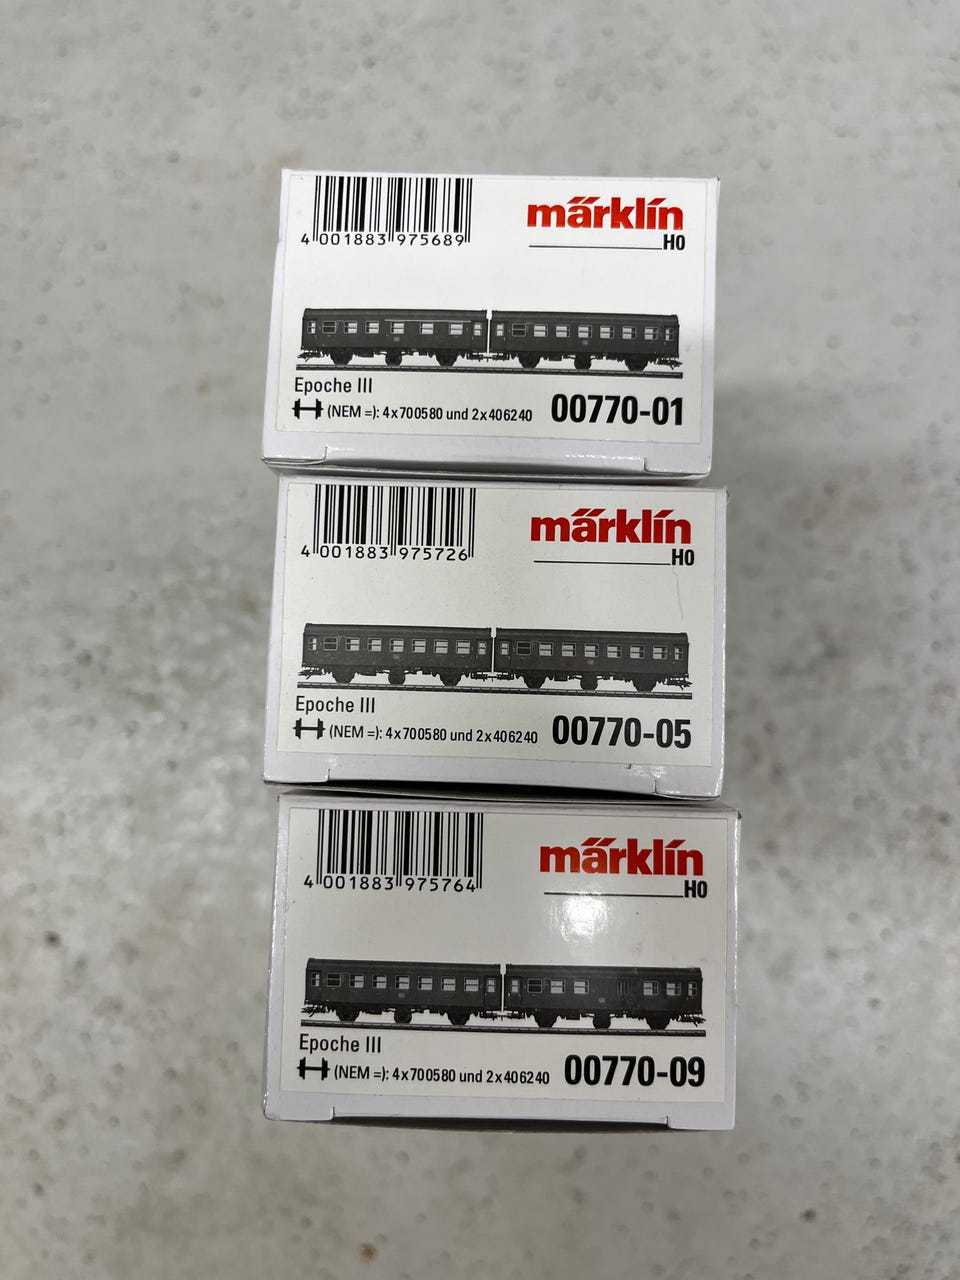 4 001883 975689
märklin
H0
Epoche III
(NEM =): 4x700580 und 2x406240
00770-01
4 001883 975726
märklin
H0
Epoche III
(NEM =): 4x700580 und 2x406240
00770-05
4 001883 975764
märklin
H0
Epoche III
(NEM =): 4x700580 und 2x406240
00770-09